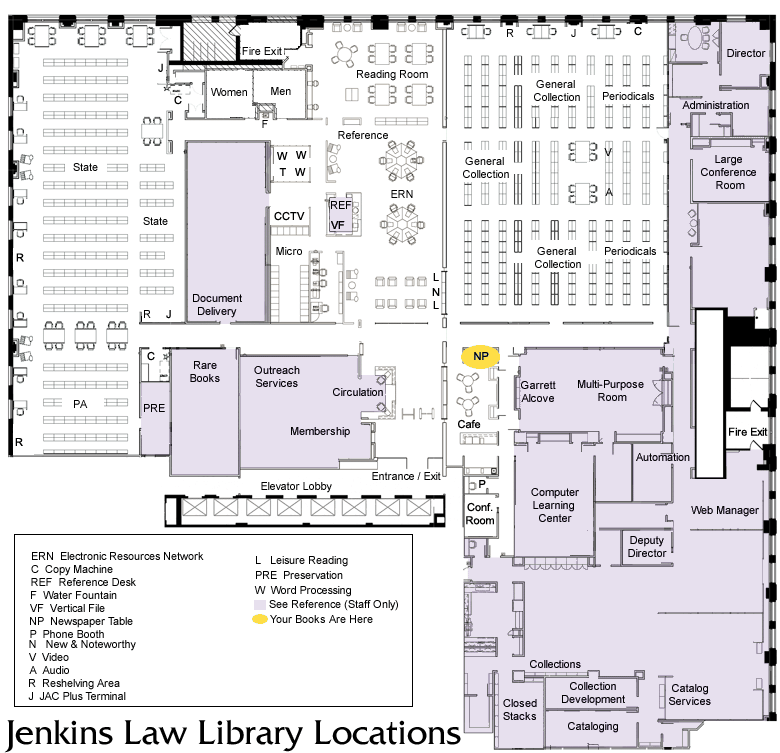 R
J
C
Fire Exit
Director
J
Reading Room
Women
Men
General
Collection
Periodicals
C
Administration
F
Reference
State
W W
T W
General
Collection
V
Large
Conference
Room
ERN
A
REF
VF
State
CCTV
Micro
General
Collection
Periodicals
R
L
N
L
Document
Delivery
R J
C
NP
Rare
Books
Outreach
Services
Circulation
Garrett
Alcove
Multi-Purpose
Room
PA
PRE
Cafe
Membership
Fire Exit
R
Automation
Entrance / Exit
Elevator Lobby
P
Computer
Learning
Center
Conf.
Room
Web Manager
Deputy
Director
ERN Electronic Resources Network
C Copy Machine
REF Reference Desk
F Water Fountain
VF Vertical File
NP Newspaper Table
P Phone Booth
N New & Noteworthy
V Video
A Audio
R Reshelving Area
J JAC Plus Terminal
L Leisure Reading
PRE Preservation
W Word Processing
See Reference (Staff Only)
Your Books Are Here
Collections
Closed
Stacks
Collection
Development
Catalog
Services
Cataloging
Jenkins Law Library Locations